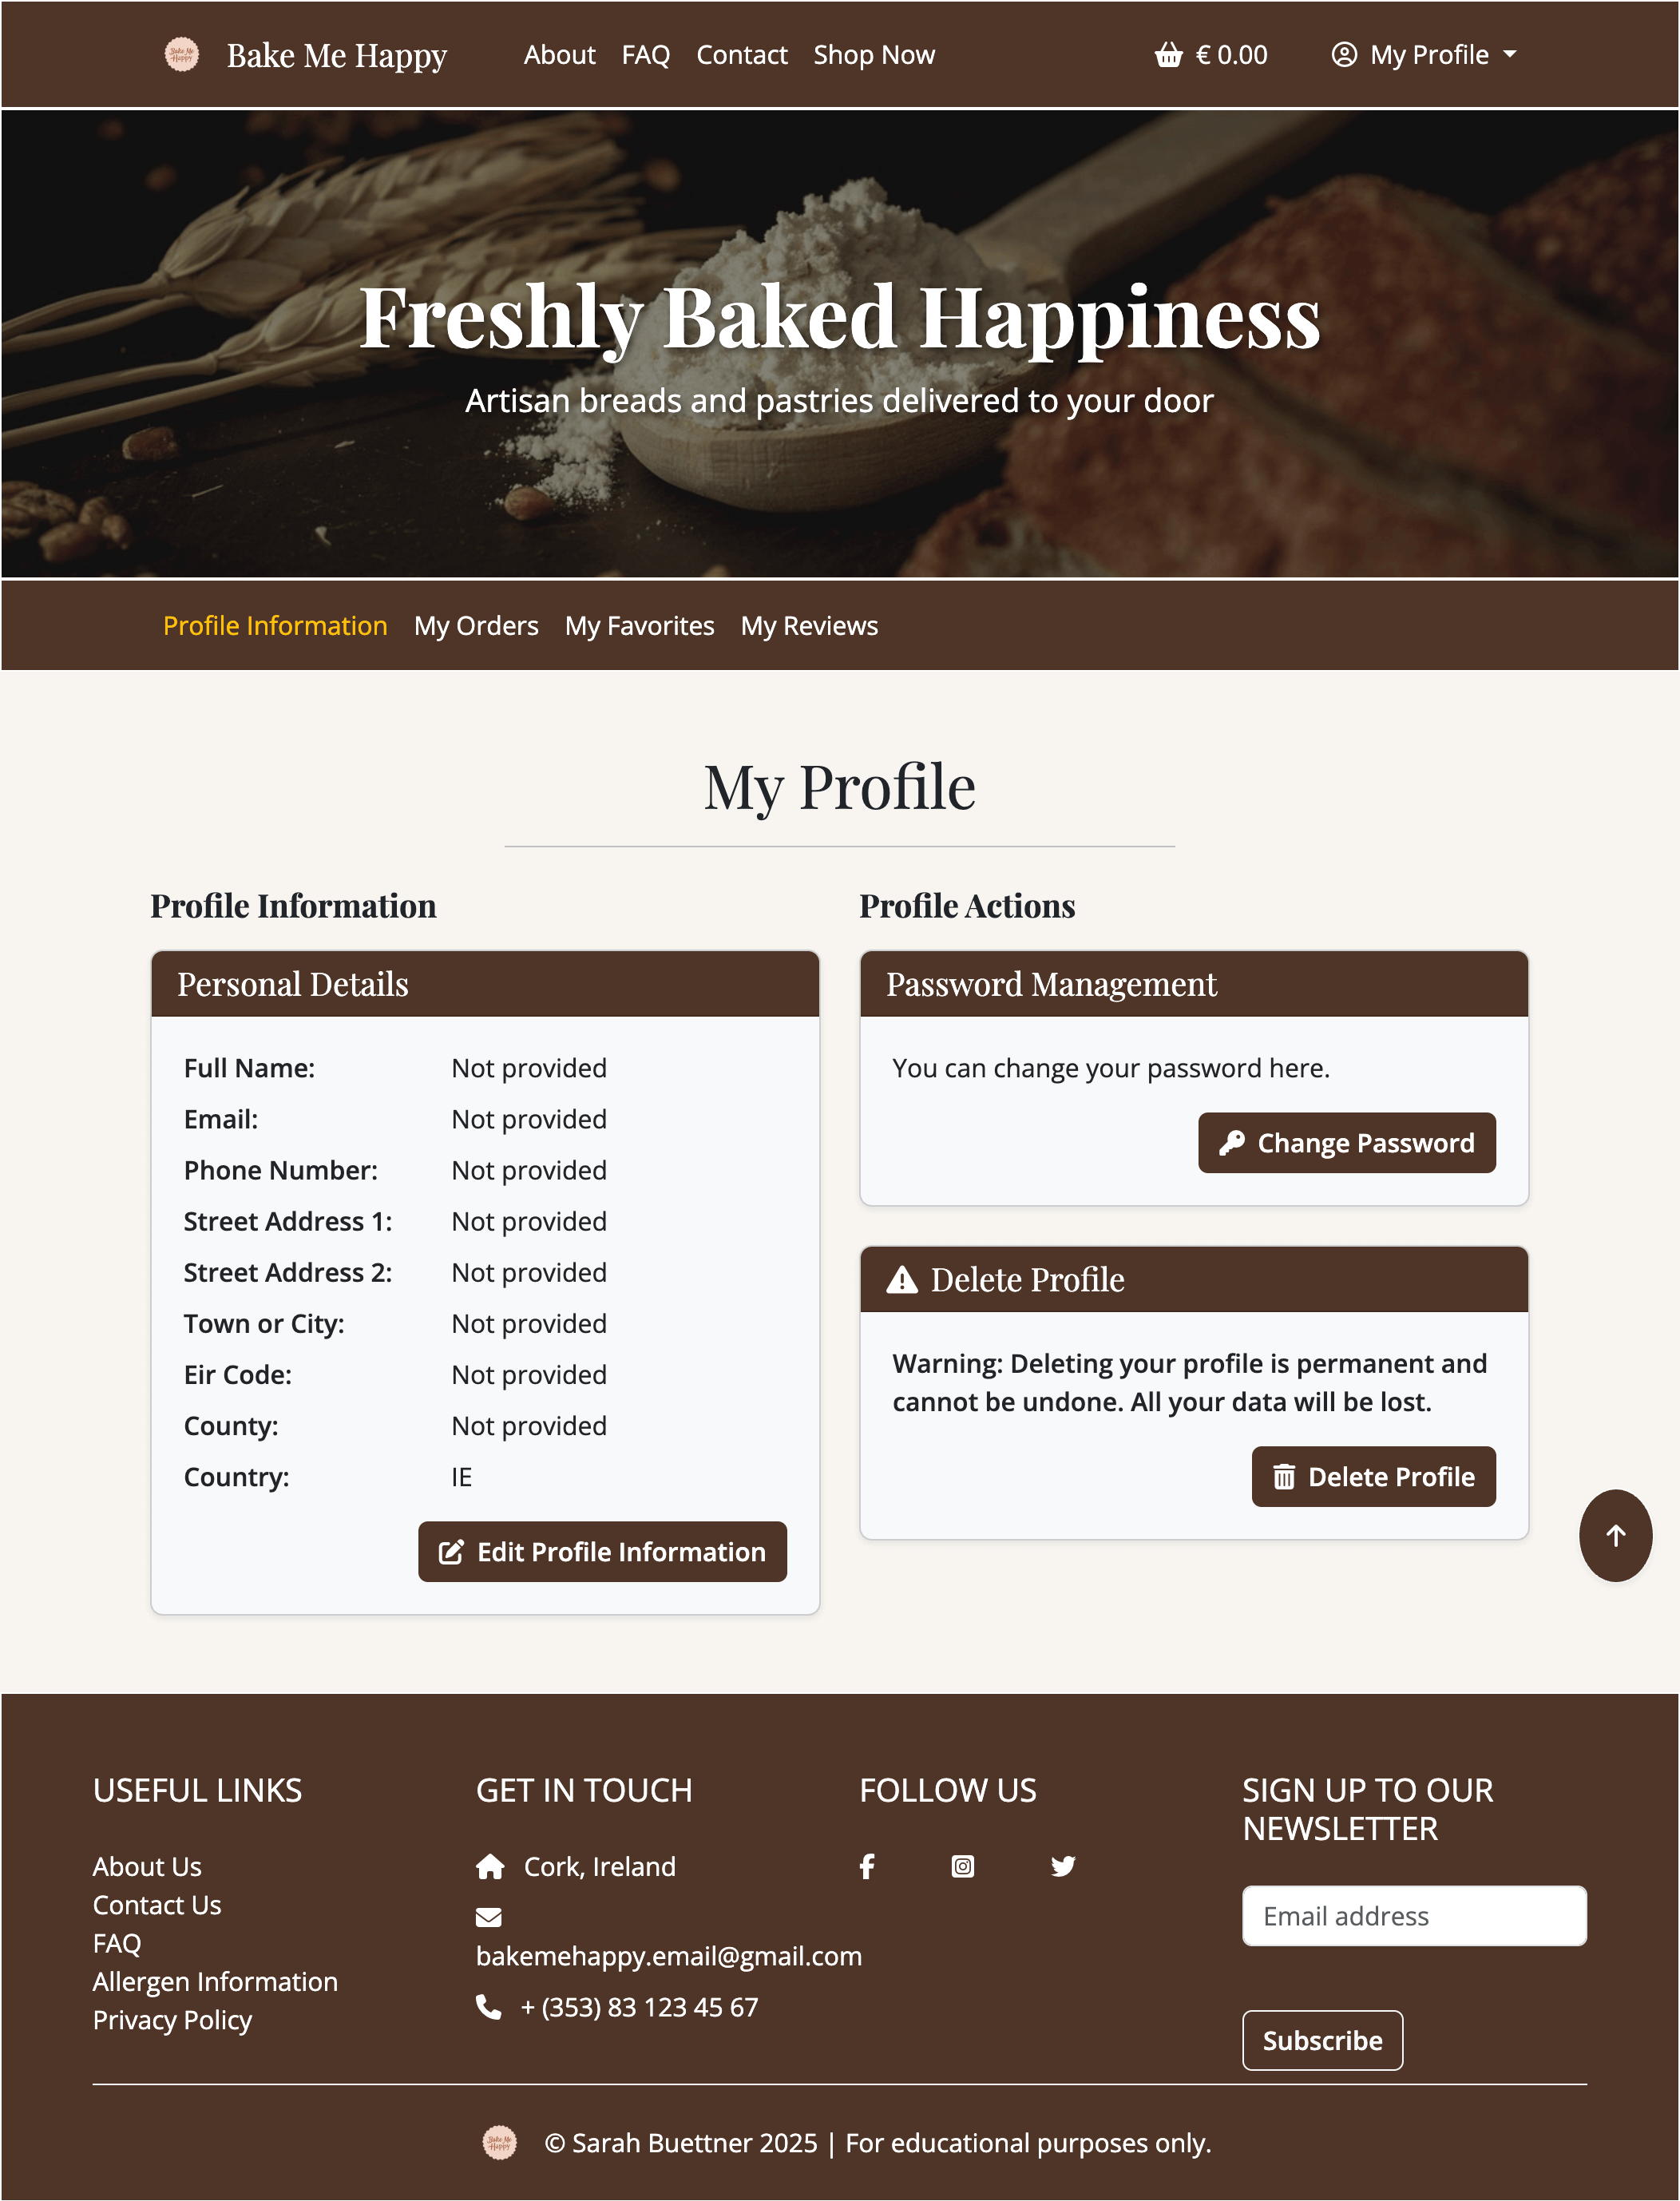 Bake Me Happy
Bake Me Happy
About
FAQ
Contact
Shop Now
€ 0.00
My Profile
Freshly Baked Happiness
Artisan breads and pastries delivered to your door
Profile Information
My Orders
My Favorites
My Reviews
My Profile
Profile Information
Personal Details
Full Name: Not provided
Email: Not provided
Phone Number: Not provided
Street Address 1: Not provided
Street Address 2: Not provided
Town or City: Not provided
Eir Code: Not provided
County: Not provided
Country: IE
Edit Profile Information
Profile Actions
Password Management
You can change your password here.
Change Password
Delete Profile
Warning: Deleting your profile is permanent and
cannot be undone. All your data will be lost.
Delete Profile
USEFUL LINKS
About Us
Contact Us
FAQ
Allergen Information
Privacy Policy
GET IN TOUCH
Cork, Ireland
bakemehappy.email@gmail.com
+ (353) 83 123 45 67
FOLLOW US
SIGN UP TO OUR
NEWSLETTER
Email address
Subscribe
Bake Me Happy
© Sarah Buettner 2025 | For educational purposes only.